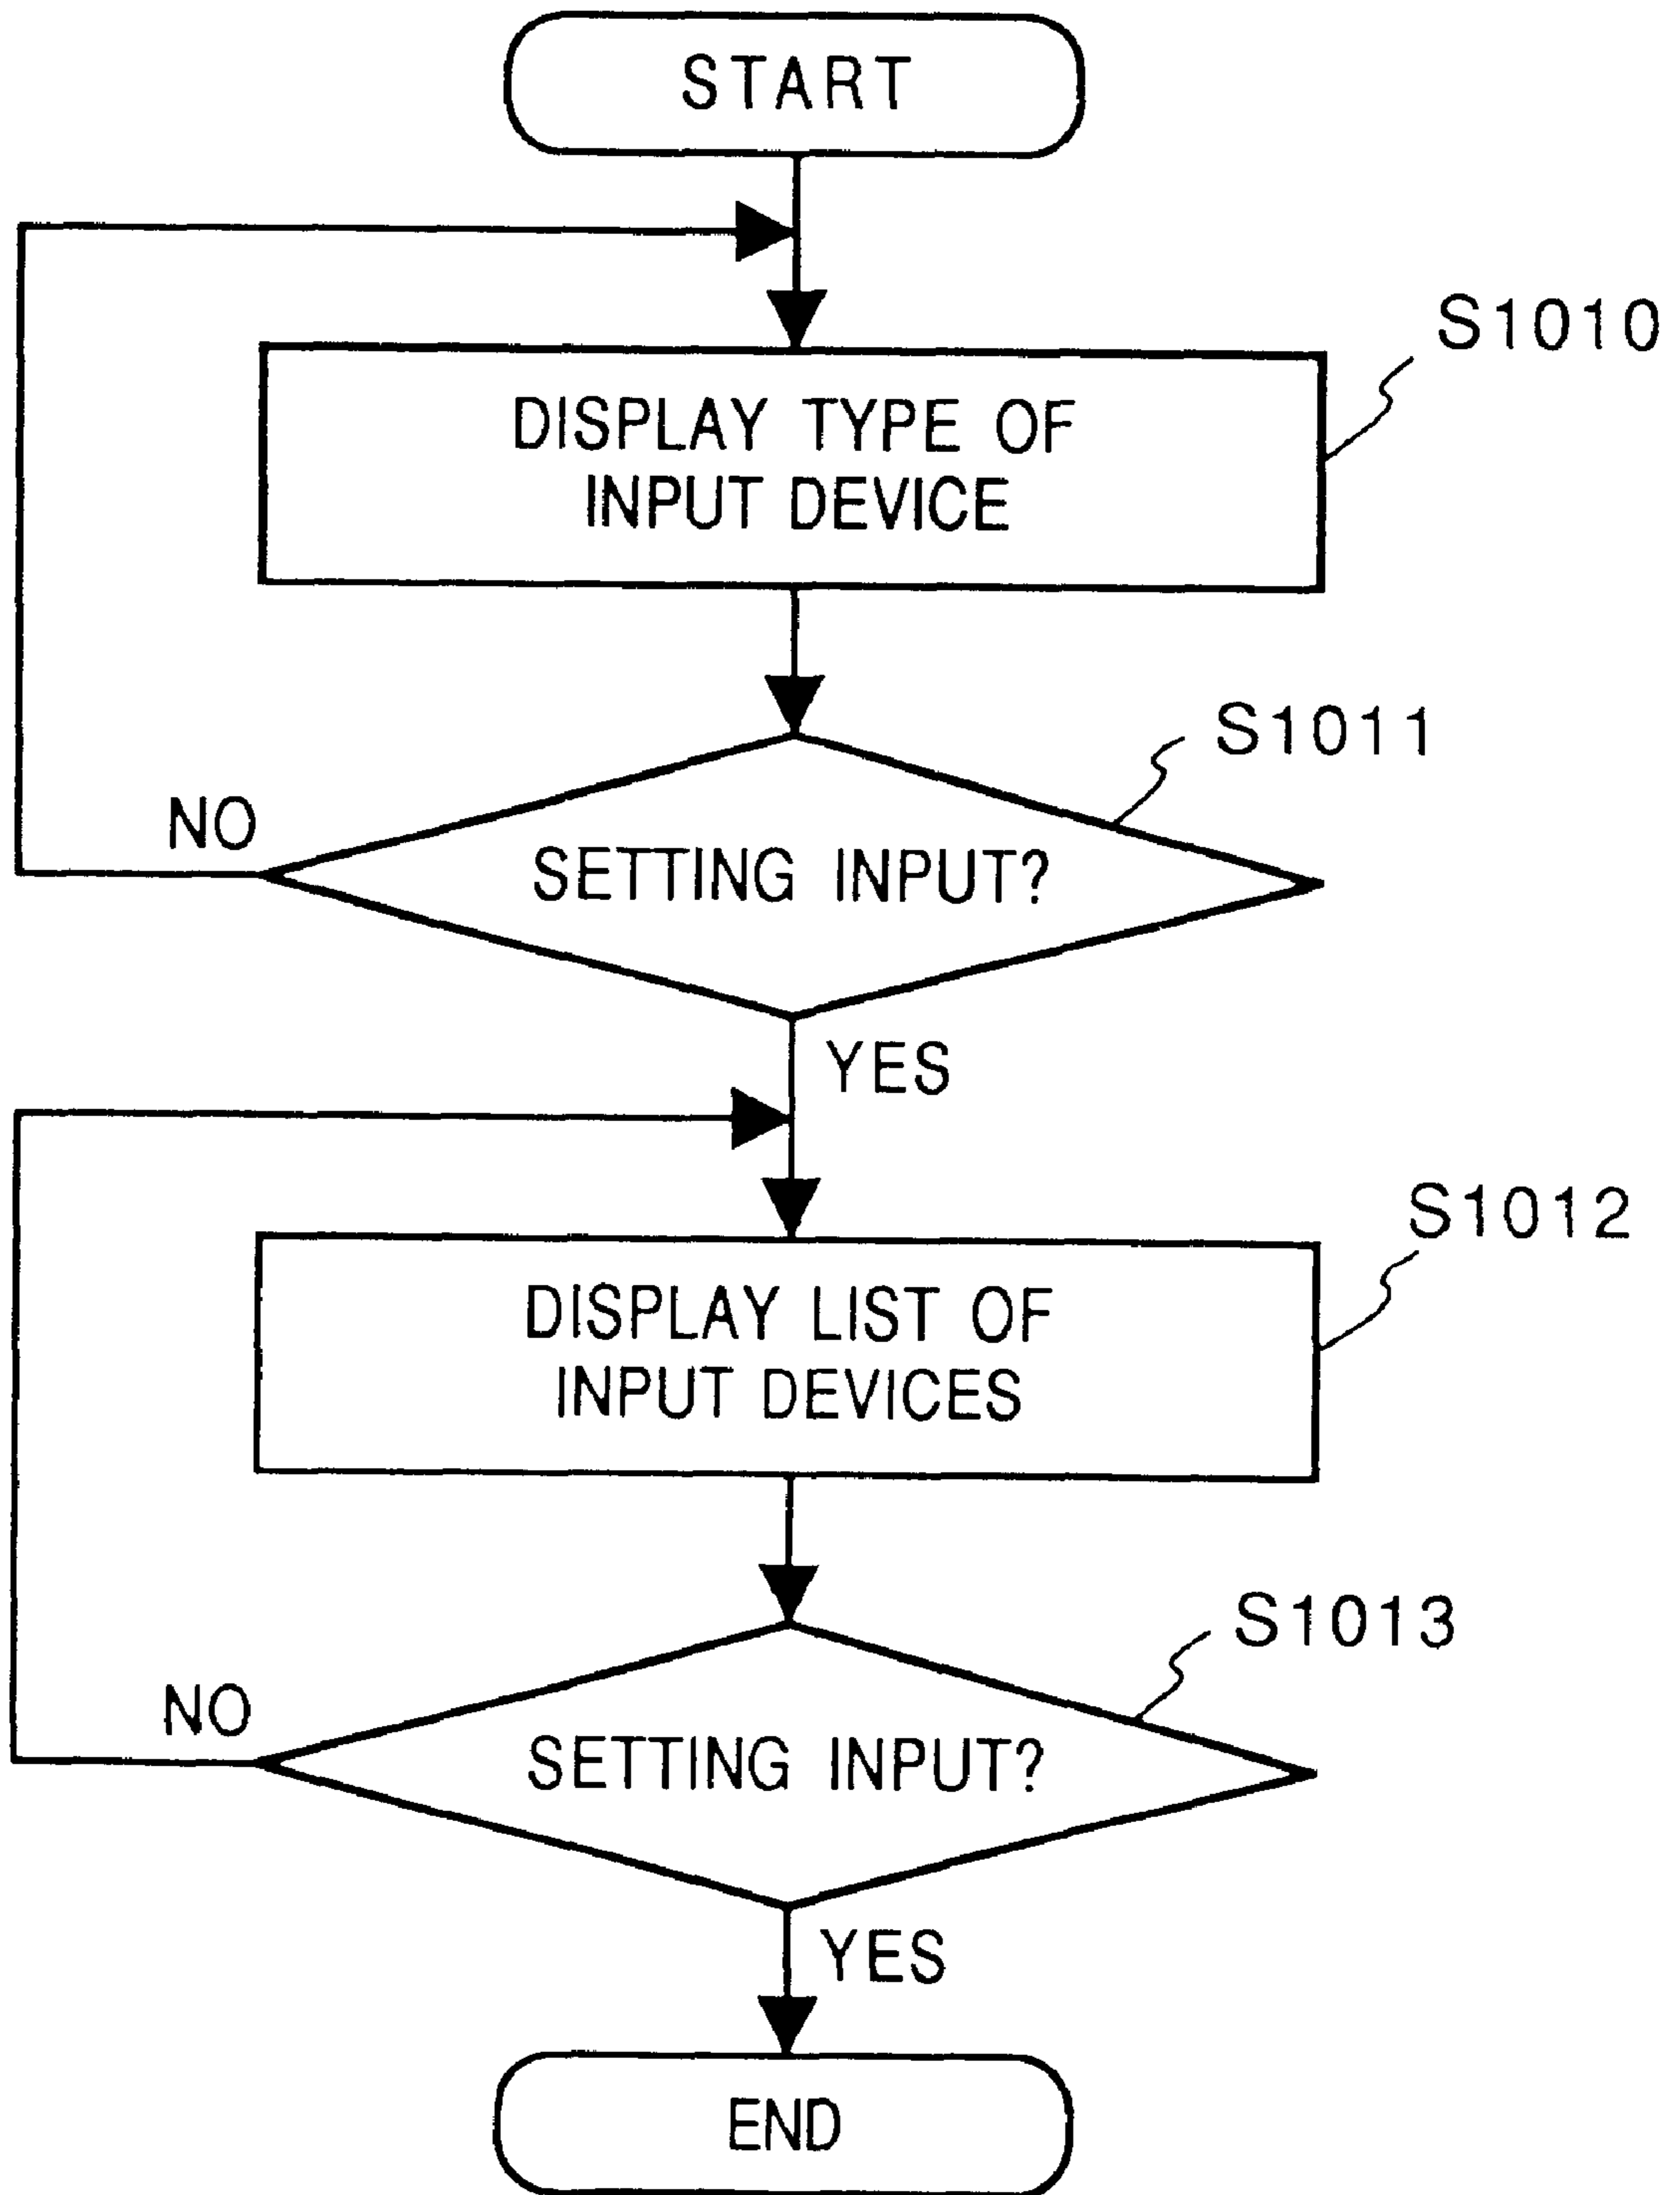 START
S1010
DISPLAY TYPE OF
INPUT DEVICE
S1011
NO
SETTING INPUT?
YES
S1012
DISPLAY LIST OF
INPUT DEVICES
S1013
NO
SETTING INPUT?
YES
END